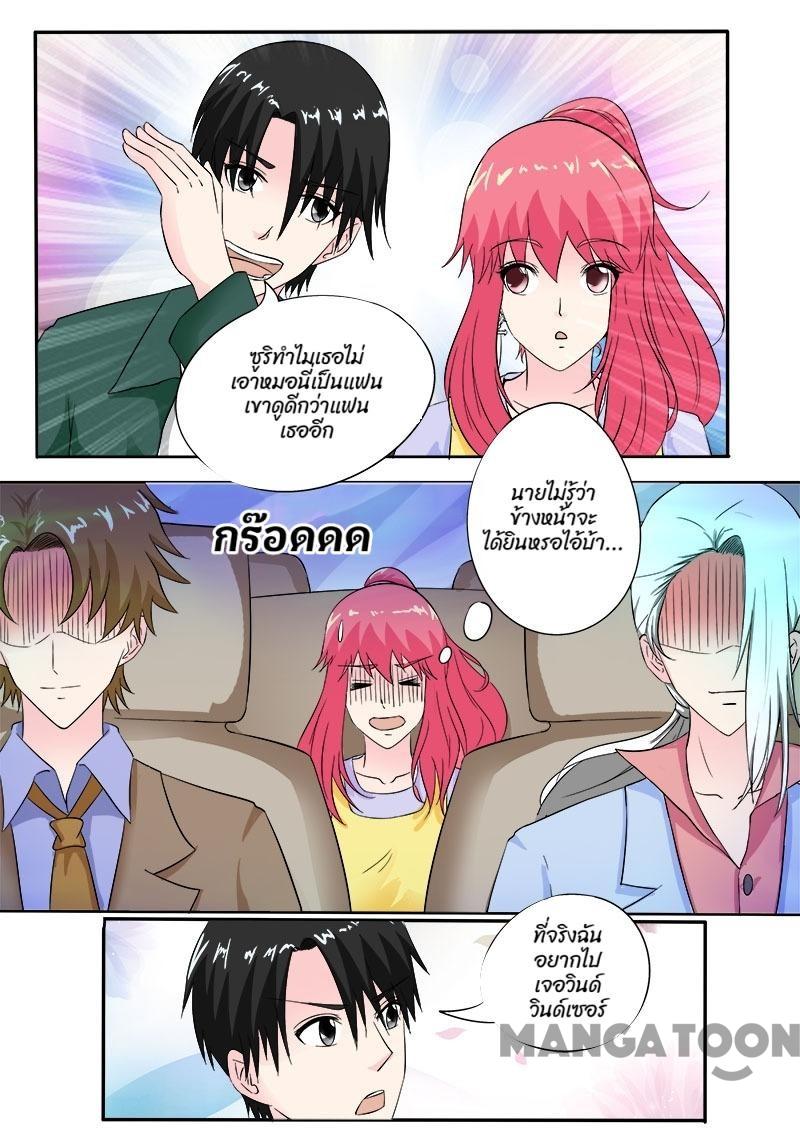 ซูริทำไมเธอไม่
เอาหมอนี่เป็นแฟน
เขาดูดีกว่าแฟน
เธออีก
นายไม่รู้ว่า
ข้างหน้าจะ
ได้ยินหรอไอ้บ้า...
กร๊อดดด
ที่จริงฉัน
อยากไป
เจอวินด์
วินด์เซอร์
MANGATOON